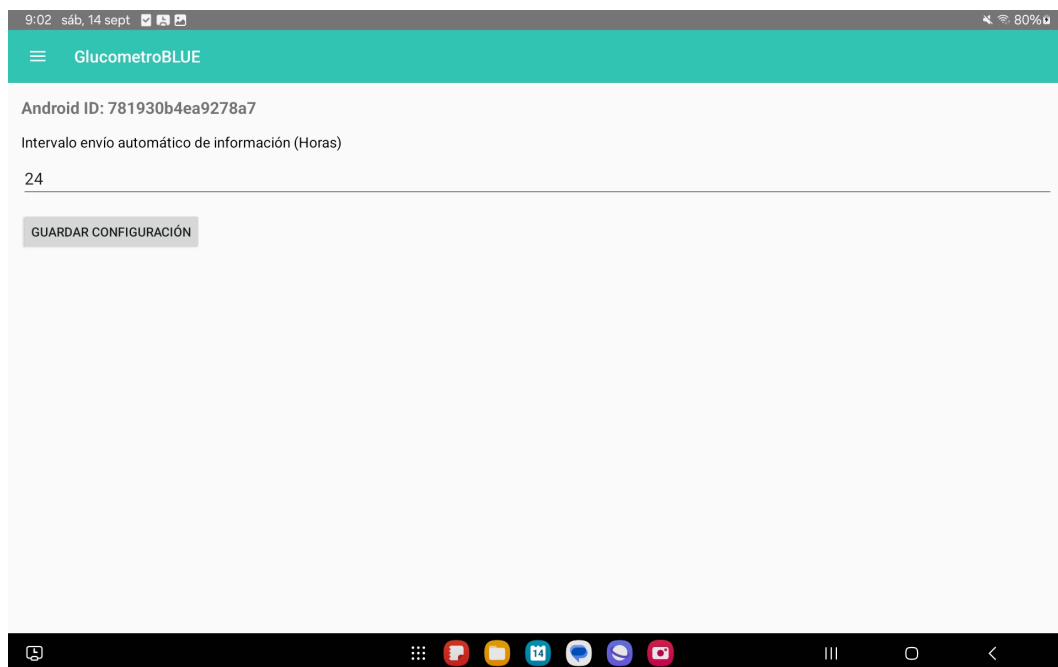 9:02 sáb, 14 sept 80%
GlucometroBLUE
Android ID: 781930b4ea9278a7
Intervalo envío automático de información (Horas)
24
GUARDAR CONFIGURACIÓN
14